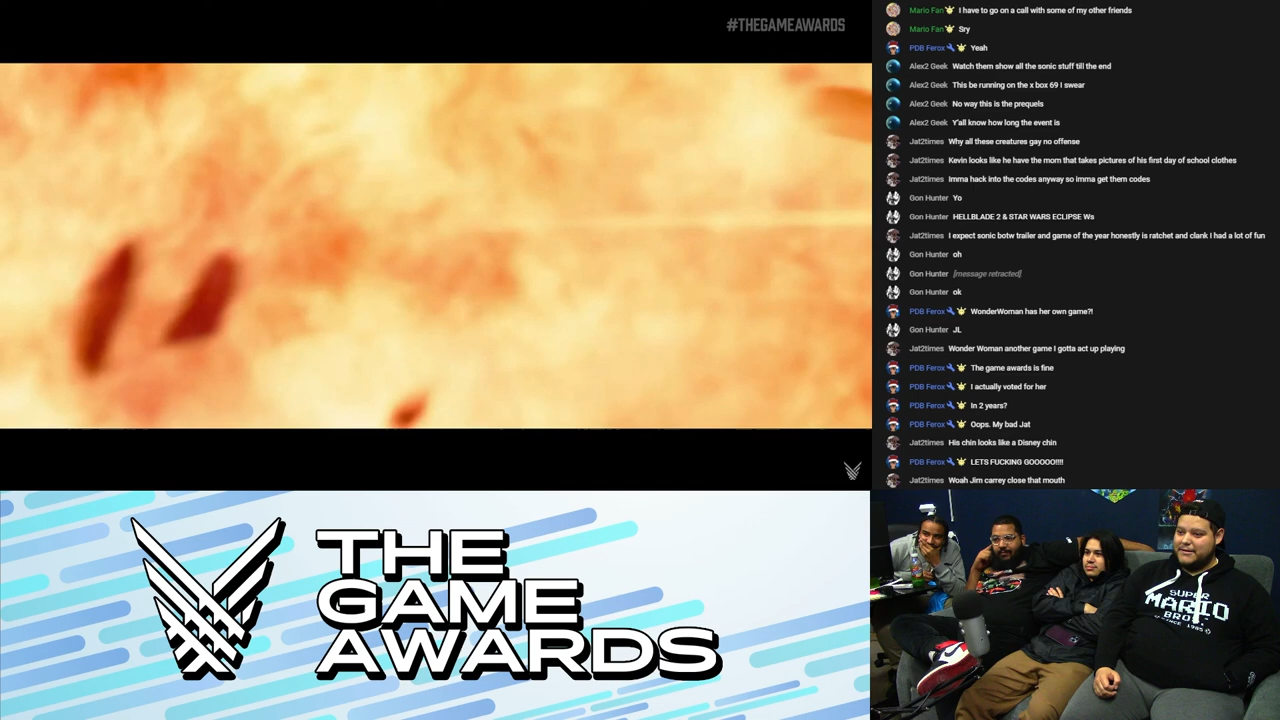 #THEGAMEAWARDS
Mario Fan I have to go on a call with some of my other friends
Mario Fan Sry
PDB Ferox Yeah
Alex2 Geek Watch them show all the sonic stuff till the end
Alex2 Geek This be running on the x box 69 I swear
Alex2 Geek No way this is the prequels
Alex2 Geek Y'all know how long the event is
Jat2times Why all these creatures gay no offense
Jat2times Kevin looks like he have the mom that takes pictures of his first day of school clothes
Jat2times Imma hack into the codes anyway so imma get them codes
Gon Hunter Yo
Gon Hunter HELLBLADE 2 & STAR WARS ECLIPSE Ws
Jat2times I expect sonic botw trailer and game of the year honestly is ratchet and clank I had a lot of fun
Gon Hunter oh
Gon Hunter [message retracted]
Gon Hunter ok
PDB Ferox WonderWoman has her own game?!
Gon Hunter JL
Jat2times Wonder Woman another game I gotta act up playing
PDB Ferox The game awards is fine
PDB Ferox I actually voted for her
PDB Ferox In 2 years?
PDB Ferox Oops. My bad Jat
Jat2times His chin looks like a Disney chin
PDB Ferox LETS FUCKING GOOOOO!!!!
Jat2times Woah Jim carrey close that mouth
THE
GAME
AWARDS
SUPER
MARIO
BROS
SINCE 1985